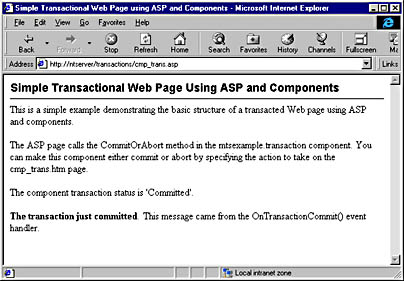 Simple Transactional Web Page using ASP and Components - Microsoft Internet Explorer
File Edit View Go Favorites Help
Back Forward Stop Refresh Home Search Favorites History Channels Fullscreen Ma
Address http://ntserver/transactions/cmp_trans.asp Links
Simple Transactional Web Page Using ASP and Components
This is a simple example demonstrating the basic structure of a transacted Web page using ASP
and components.
The ASP page calls the CommitOrAbort method in the mtsexample.transaction component. You
can make this component either commit or abort by specifying the action to take on the
cmp_trans.htm page.
The component transaction status is 'Committed'.
The transaction just committed. This message came from the OnTransactionCommit() event
handler.
Local intranet zone